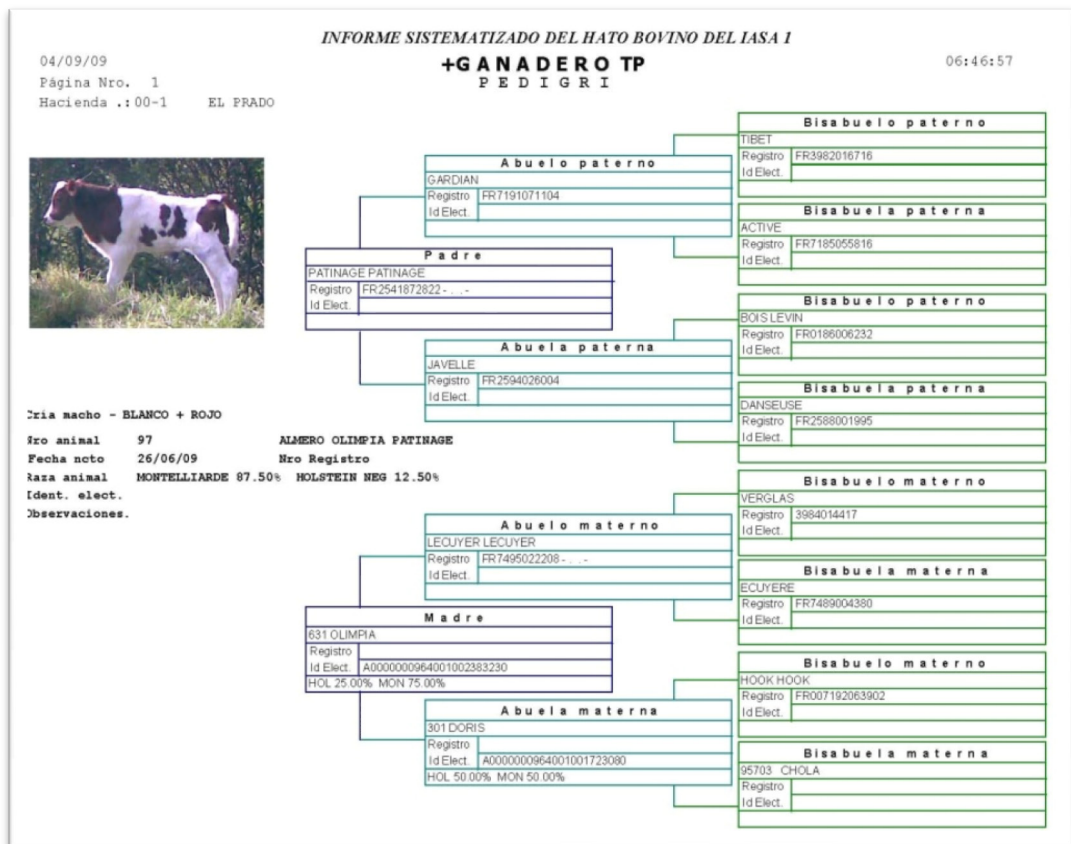 INFORME SISTEMATIZADO DEL HATO BOVINO DEL IASA 1
04/09/09
+GANADERO TP
06:46:57
Página Nro. 1
PEDIGRI
Hacienda .:00-1 EL PRADO
Bisabuelo paterno
TIBET
Registro FR3982016716
Id Elect.
Abuelo paterno
GARDIAN
Registro FR7191071104
Id Elect.
Bisabuela paterna
ACTIVE
Registro FR7185055816
Id Elect.
Padre
PATINAGE PATINAGE
Registro FR2541872822- . .-
Id Elect.
Bisabuelo paterno
BOIS LEVIN
Registro FR0186006232
Id Elect.
Abuela paterna
JAVELLE
Registro FR2594026004
Id Elect.
Bisabuela paterna
DANSEUSE
Registro FR2588001995
Id Elect.
Cria macho - BLANCO + ROJO
Nro animal 97 ALMERO OLIMPIA PATINAGE
Fecha ncto 26/06/09 Nro Registro
Raza animal MONTELLIARDE 87.50% HOLSTEIN NEG 12.50%
Ident. elect.
Observaciones.
Bisabuelo materno
VERGLAS
Registro 3984014417
Id Elect.
Abuelo materno
LECUYER LECUYER
Registro FR7495022208- . .-
Id Elect.
Bisabuela materna
ECUYERE
Registro FR7489004380
Id Elect.
Madre
631 OLIMPIA
Registro
Id Elect. A0000000964001002383230
HOL 25.00% MON 75.00%
Bisabuelo materno
HOOK HOOK
Registro FR007192063902
Id Elect.
Abuela materna
301 DORIS
Registro
Id Elect. A0000000964001001723080
HOL 50.00% MON 50.00%
Bisabuela materna
95703 CHOLA
Registro
Id Elect.